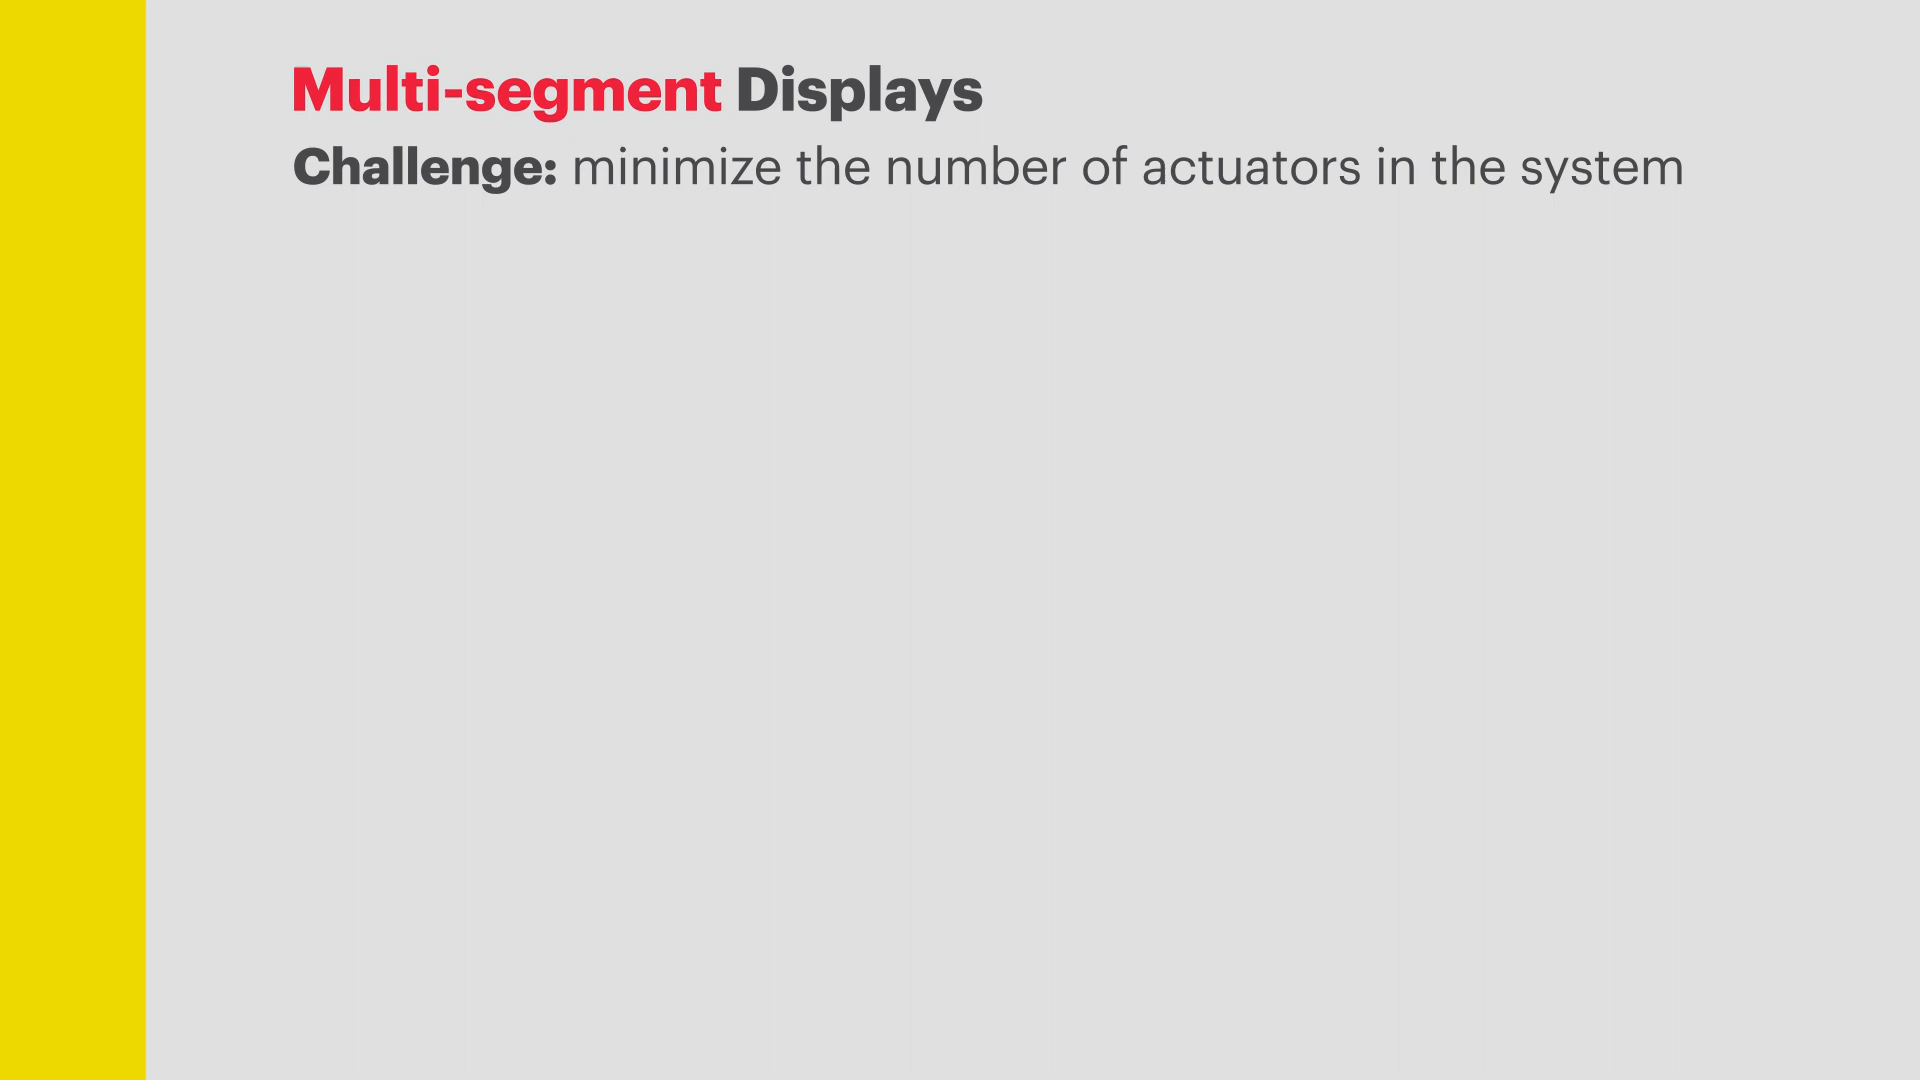 Multi-segment Displays
Challenge: minimize the number of actuators in the system